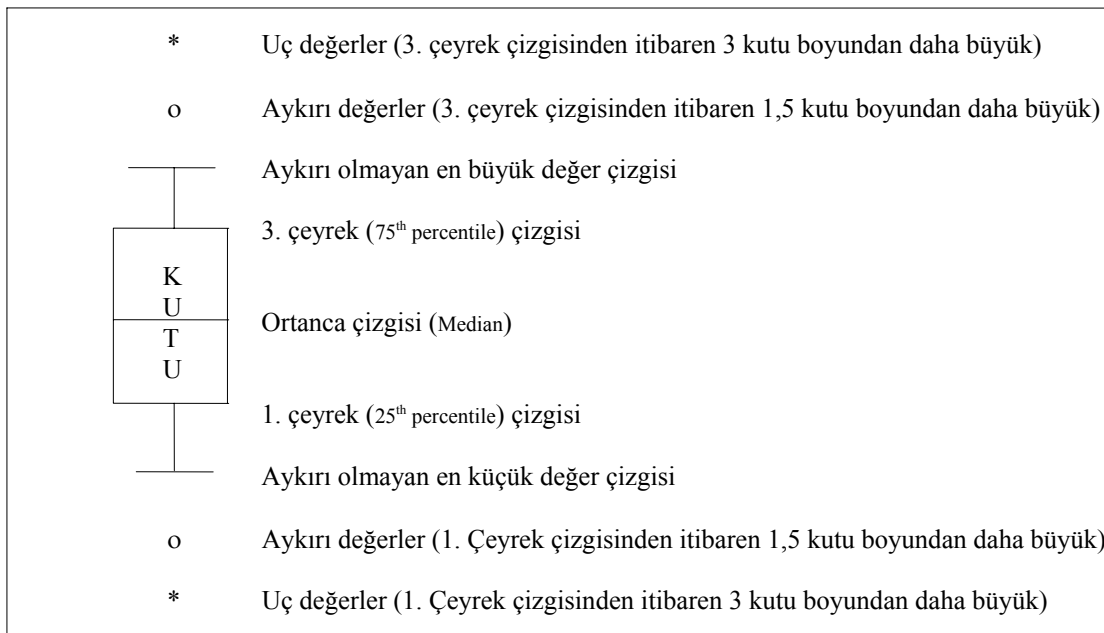 * Uç değerler (3. çeyrek çizgisinden itibaren 3 kutu boyundan daha büyük)
o Aykırı değerler (3. çeyrek çizgisinden itibaren 1,5 kutu boyundan daha büyük)
Aykırı olmayan en büyük değer çizgisi
3. çeyrek (75th percentile) çizgisi
K
U
Ortanca çizgisi (Median)
T
U
1. çeyrek (25th percentile) çizgisi
Aykırı olmayan en küçük değer çizgisi
o Aykırı değerler (1. Çeyrek çizgisinden itibaren 1,5 kutu boyundan daha büyük)
* Uç değerler (1. Çeyrek çizgisinden itibaren 3 kutu boyundan daha büyük)